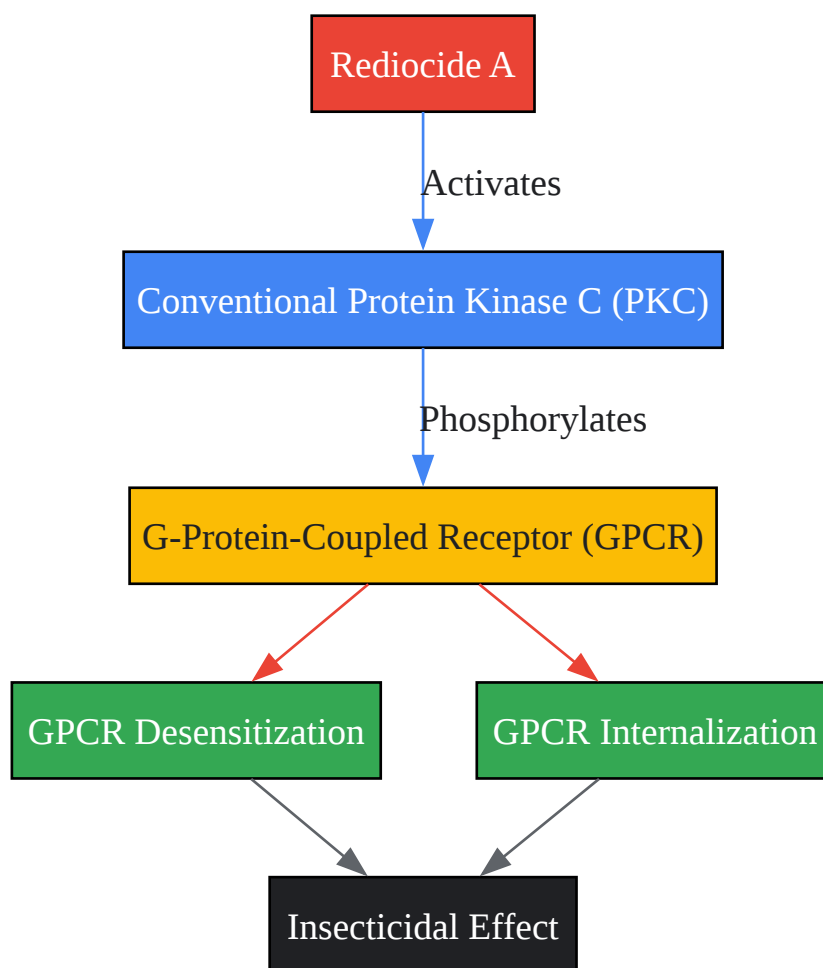 Rediocide A
Activates
Conventional Protein Kinase C (PKC)
Phosphorylates
G-Protein-Coupled Receptor (GPCR)
GPCR Desensitization
GPCR Internalization
Insecticidal Effect